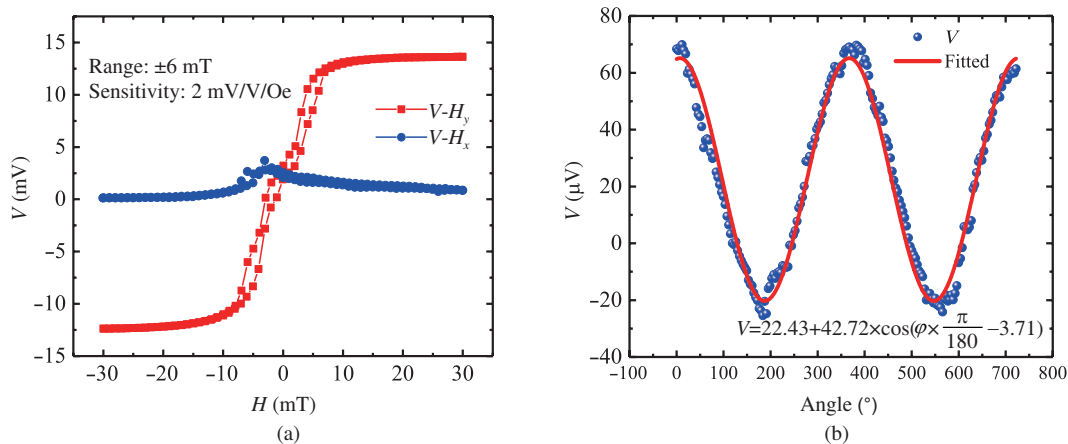 15
10
5
0
−5
−10
15
V (mV)
Range: ±6 mT
Sensitivity: 2 mV/V/Oe
V-Hy
V-Hx
−30 −20 −10 0 10 20 30
H (mT)
(a)
80
60
40
20
0
−20
−40
V (µV)
V
Fitted
V=22.43+42.72×cos(φ×π/180−3.71)
−100 0 100 200 300 400 500 600 700 800
Angle (°)
(b)